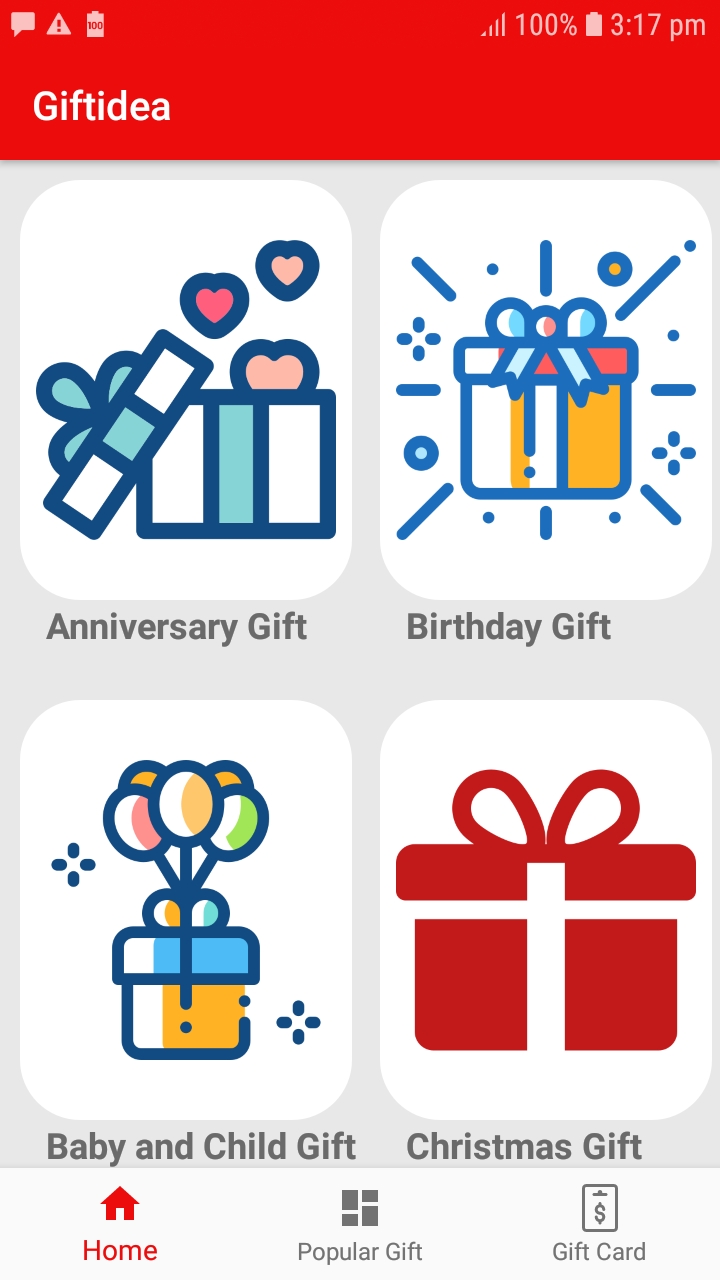 100 100% 3:17 pm
Giftidea
Anniversary Gift Birthday Gift
Baby and Child Gift Christmas Gift
Home Popular Gift Gift Card